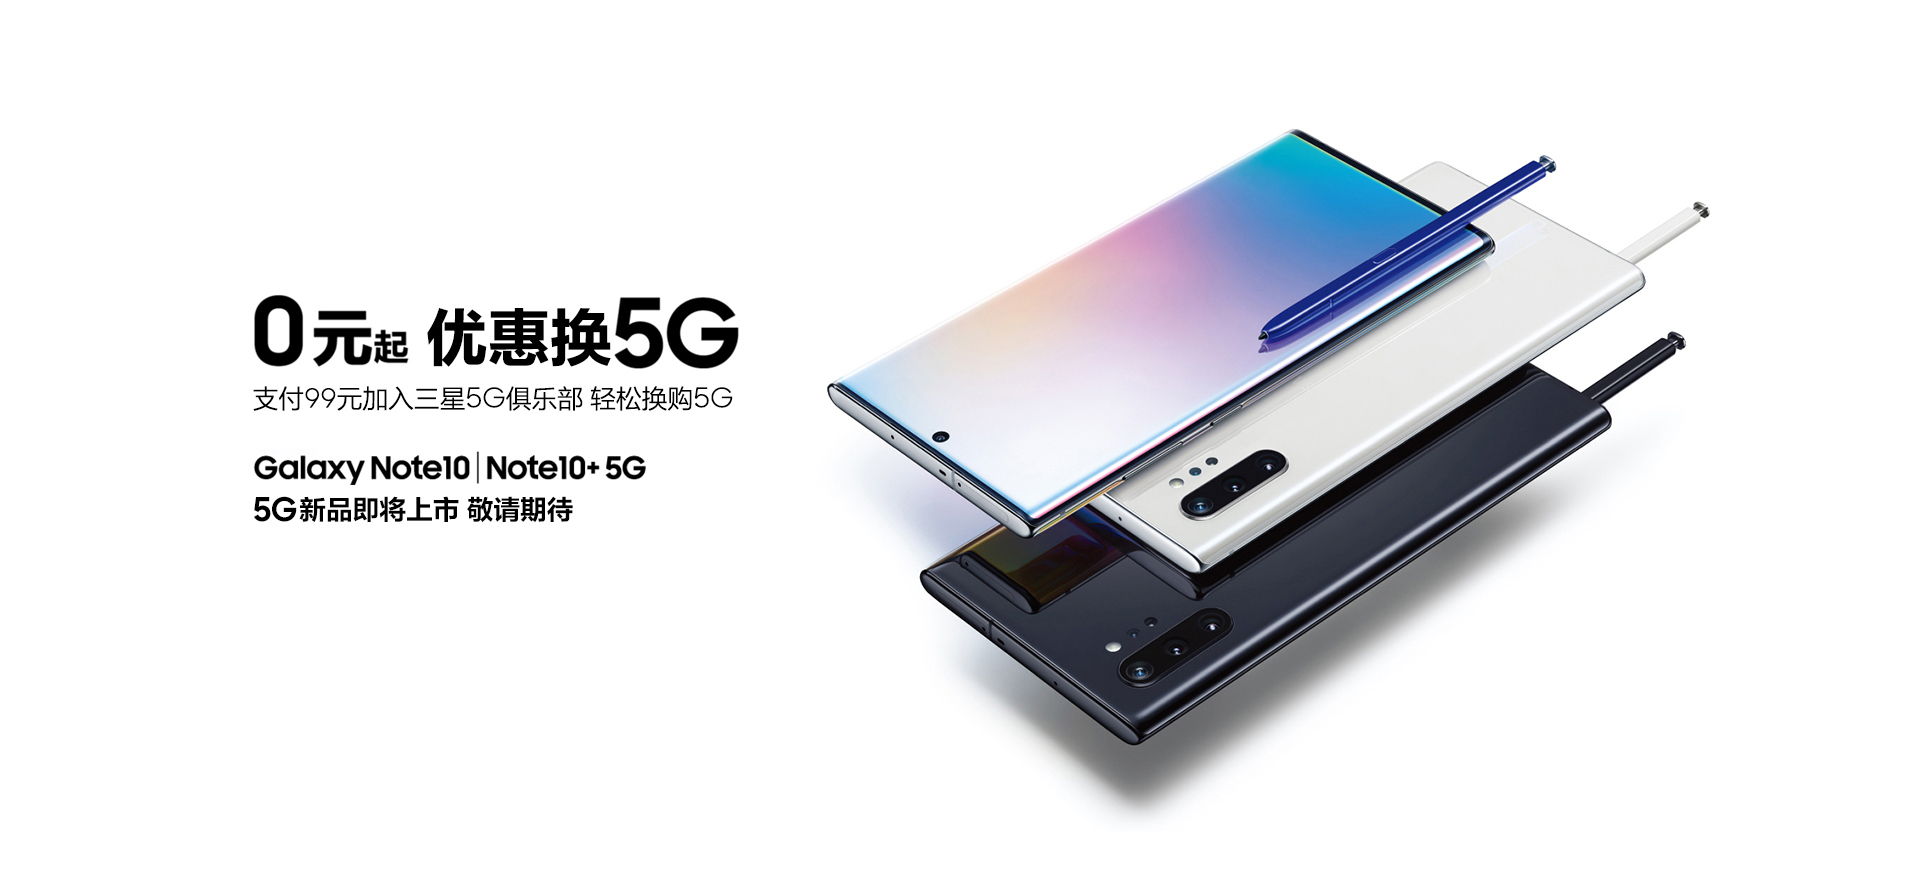 0元起 优惠换5G
支付99元加入三星5G俱乐部 轻松换购5G
Galaxy Note10|Note10+ 5G
5G新品即将上市 敬请期待